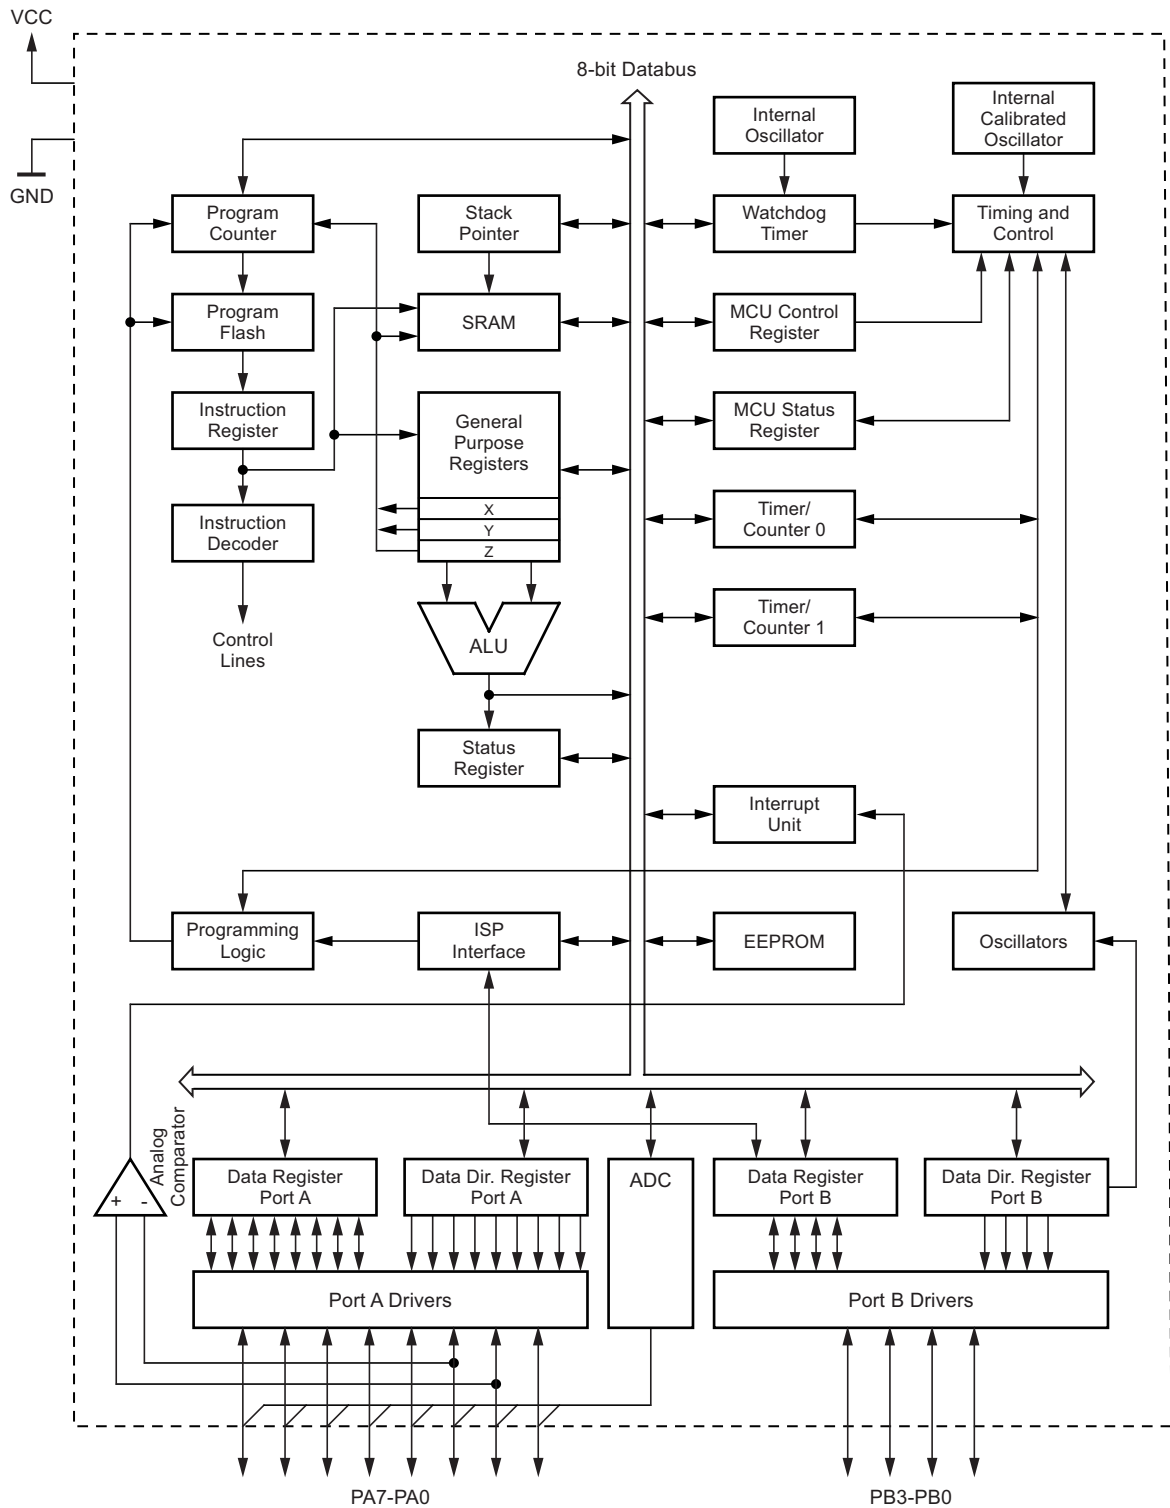 VCC
GND
8-bit Databus
Internal
Oscillator
Internal
Calibrated
Oscillator
Program
Counter
Stack
Pointer
Watchdog
Timer
Timing and
Control
Program
Flash
SRAM
MCU Control
Register
Instruction
Register
General
Purpose
Registers
X
Y
Z
MCU Status
Register
Instruction
Decoder
Timer/
Counter 0
Control
Lines
ALU
Timer/
Counter 1
Status
Register
Interrupt
Unit
Programming
Logic
ISP
Interface
EEPROM
Oscillators
Analog
Comparator
+
-
Data Register
Port A
Data Dir. Register
Port A
ADC
Data Register
Port B
Data Dir. Register
Port B
Port A Drivers
Port B Drivers
PA7-PA0
PB3-PB0